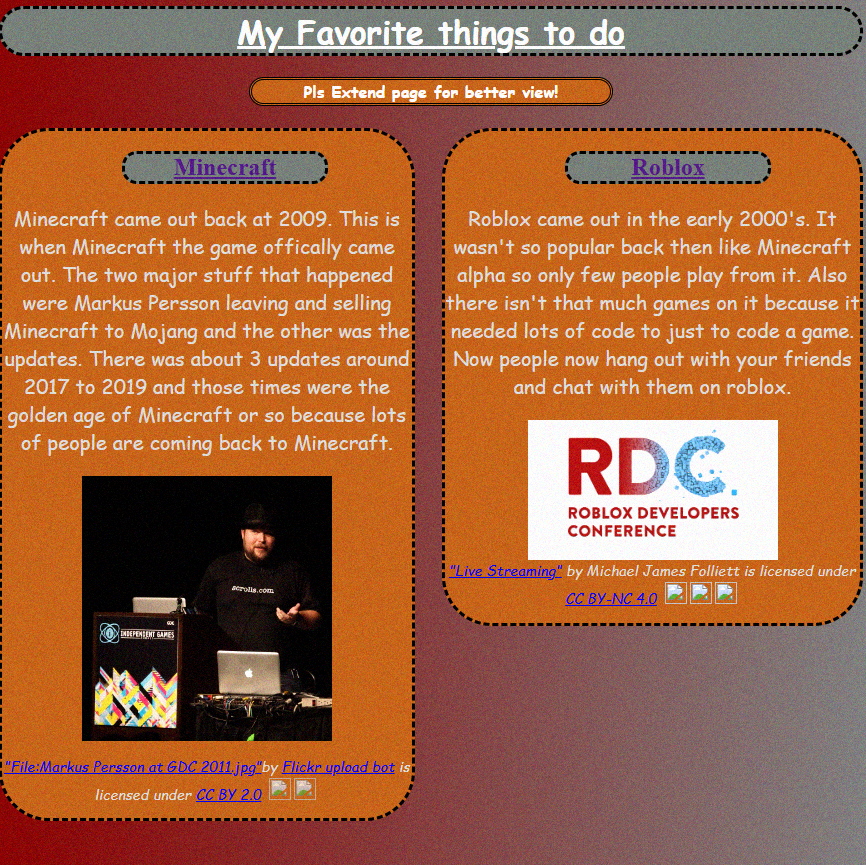 My Favorite things to do
Pls Extend page for better view!
Minecraft
Minecraft came out back at 2009. This is
when Minecraft the game offically came
out. The two major stuff that happened
were Markus Persson leaving and selling
Minecraft to Mojang and the other was the
updates. There was about 3 updates around
2017 to 2019 and those times were the
golden age of Minecraft or so because lots
of people are coming back to Minecraft.
scrolls.com
GDC
INDEPENDENT GAMES
"File:Markus Persson at GDC 2011.jpg"by Flickr upload bot is
licensed under CC BY 2.0
Roblox
Roblox came out in the early 2000's. It
wasn't so popular back then like Minecraft
alpha so only few people play from it. Also
there isn't that much games on it because it
needed lots of code to just to code a game.
Now people now hang out with your friends
and chat with them on roblox.
RDC.
ROBLOX DEVELOPERS
CONFERENCE
"Live Streaming" by Michael James Folliett is licensed under
CC BY-NC 4.0